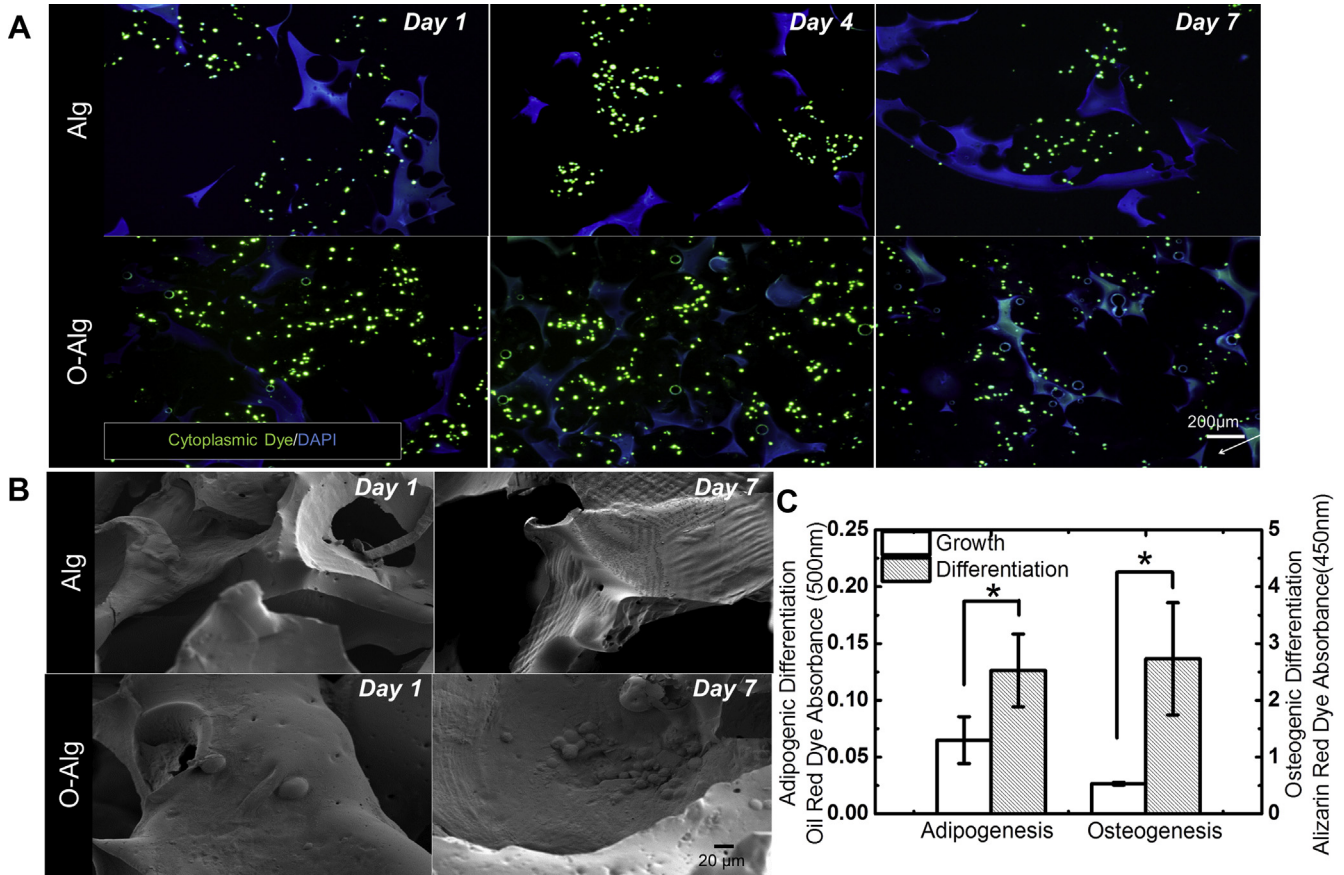 A
Alg
Day 1
Day 4
Day 7
O-Alg
Cytoplasmic Dye/DAPI
200µm
B
Alg
Day 1
Day 7
O-Alg
Day 1
Day 7
20 µm
C
Adipogenic Differentiation
Oil Red Dye Absorbance (500nm)
0.25
0.20
0.15
0.10
0.05
0.00
Growth
Differentiation
*
*
Adipogenesis
Osteogenesis
5
4
3
2
1
0
Osteogenic Differentiation
Alizarin Red Dye Absorbance(450nm)